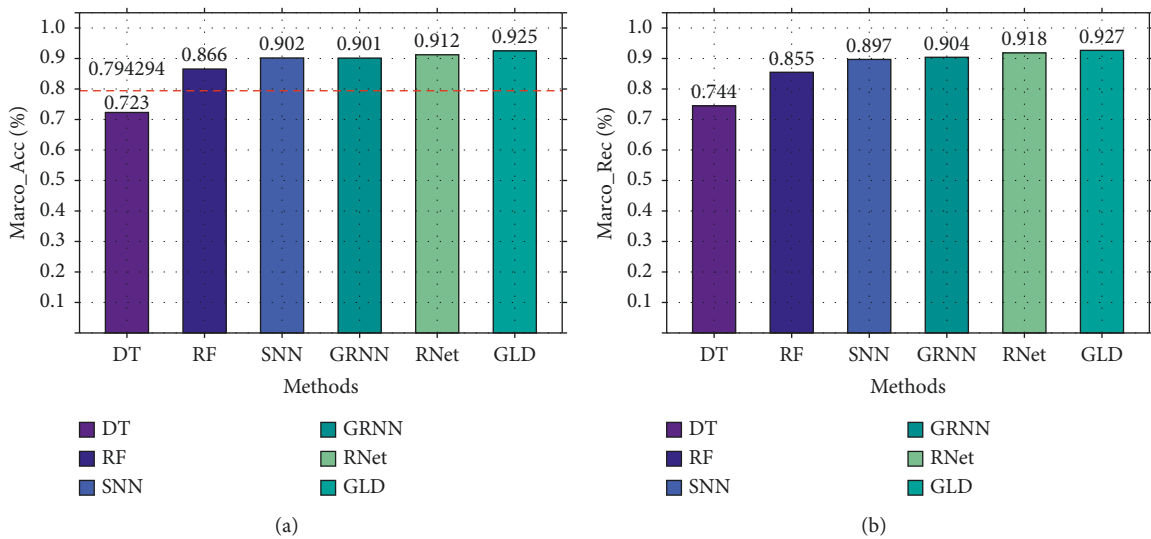 1.0
0.9
0.8
0.7
0.6
0.5
0.4
0.3
0.2
0.1
Marco_Acc (%)
0.794294
0.723
0.866
0.902
0.901
0.912
0.925
DT RF SNN GRNN RNet GLD
Methods
DT
RF
SNN
GRNN
RNet
GLD
(a)
1.0
0.9
0.8
0.7
0.6
0.5
0.4
0.3
0.2
0.1
Marco_Rec (%)
0.744
0.855
0.897
0.904
0.918
0.927
DT RF SNN GRNN RNet GLD
Methods
DT
RF
SNN
GRNN
RNet
GLD
(b)